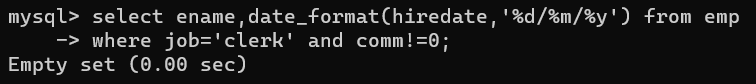 mysql> select ename,date_format(hiredate,'%d/%m/%y') from emp
    -> where job='clerk' and comm!=0;
Empty set (0.00 sec)